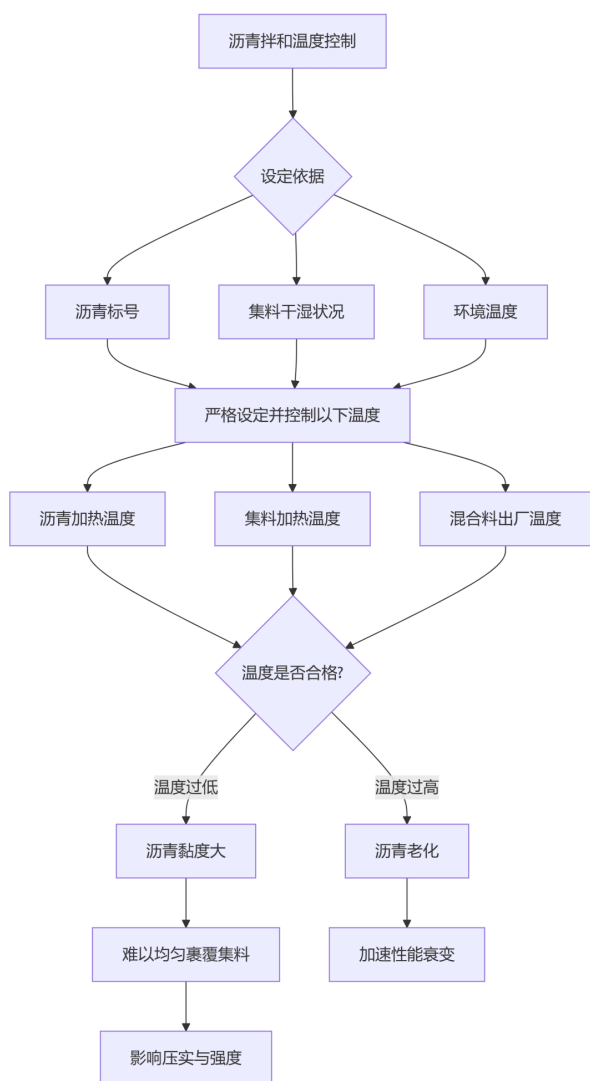 沥青拌和温度控制
设定依据
沥青标号
集料干湿状况
环境温度
严格设定并控制以下温度
沥青加热温度
集料加热温度
混合料出厂温度
温度是否合格?
温度过低
温度过高
沥青黏度大
沥青老化
难以均匀裹覆集料
加速性能衰变
影响压实与强度